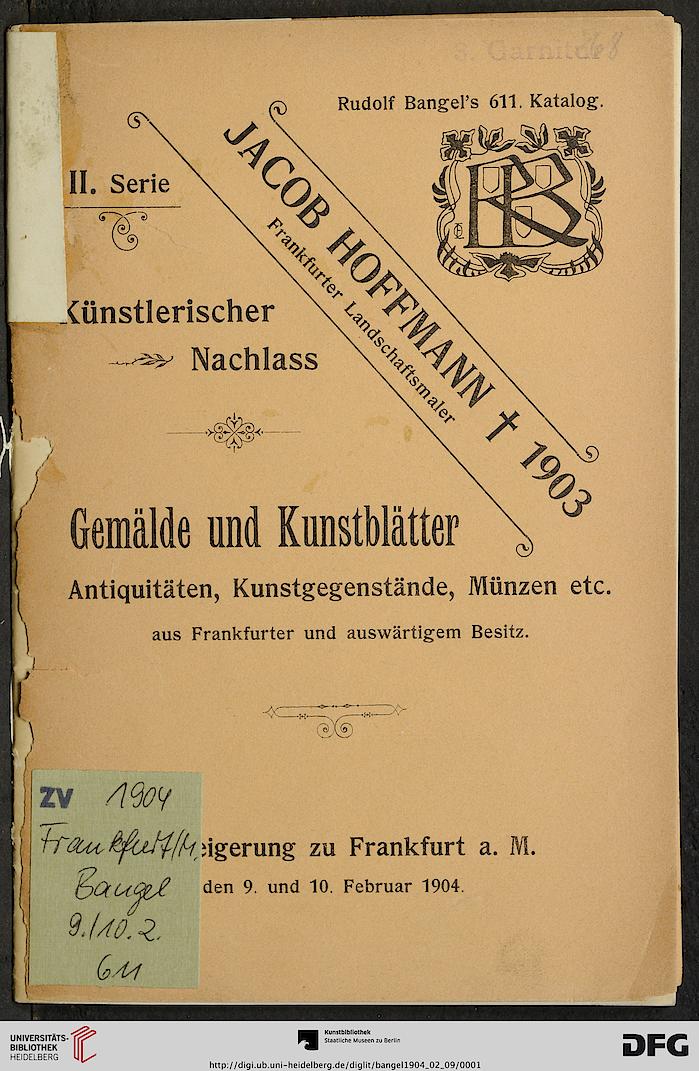 3. Garnitur
Rudolf Bangel's 611. Katalog.
II. Serie
JACOB HOFFMANN † 1903
Frankfurter Landschaftsmaler
Künstlerischer
Nachlass
Gemälde und Kunstblätter
Antiquitäten, Kunstgegenstände, Münzen etc.
aus Frankfurter und auswärtigem Besitz.
eigerung zu Frankfurt a. M.
den 9. und 10. Februar 1904.
ZV 1904
Frankfurt/M.
Bangel
9./10.2.
611
UNIVERSITÄTS-
BIBLIOTHEK
HEIDELBERG
Kunstbibliothek
Staatliche Museen zu Berlin
DFG
http://digi.ub.uni-heidelberg.de/diglit/bangel1904_02_09/0001